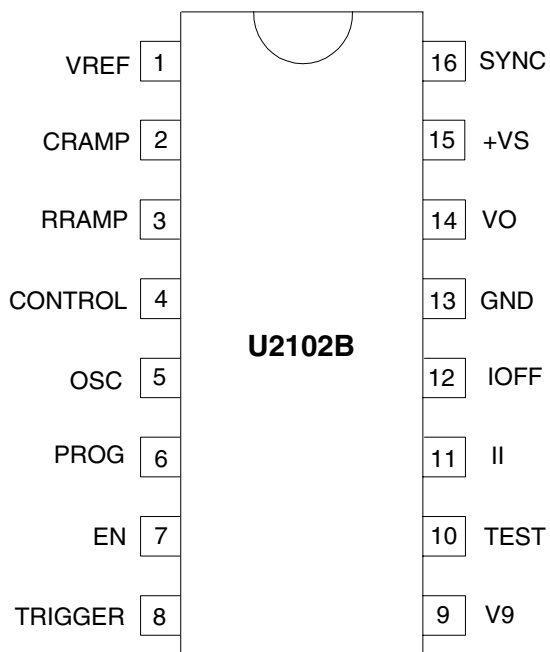 VREF 1 16 SYNC
CRAMP 2 15 +VS
RRAMP 3 14 VO
CONTROL 4 13 GND
U2102B
OSC 5 12 IOFF
PROG 6 11 II
EN 7 10 TEST
TRIGGER 8 9 V9